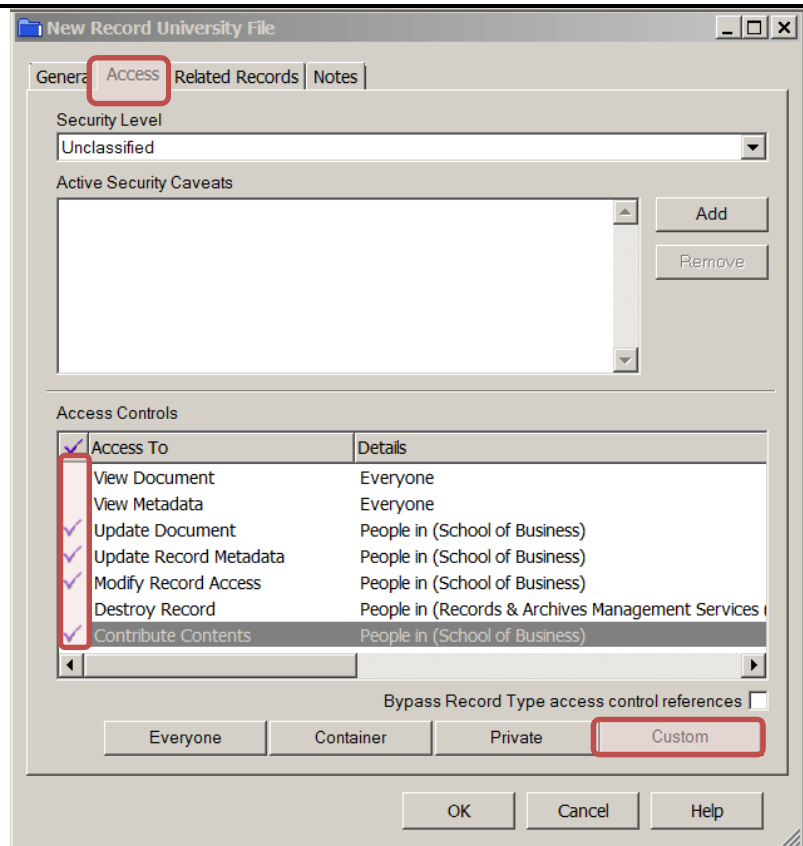 New Record University File
Genera Access Related Records Notes
Security Level
Unclassified
Active Security Caveats
Add
Remove
Access Controls
Access To Details
View Document Everyone
View Metadata Everyone
Update Document People in (School of Business)
Update Record Metadata People in (School of Business)
Modify Record Access People in (School of Business)
Destroy Record People in (Records & Archives Management Services (
Contribute Contents People in (School of Business)
Bypass Record Type access control references
Everyone Container Private Custom
OK Cancel Help